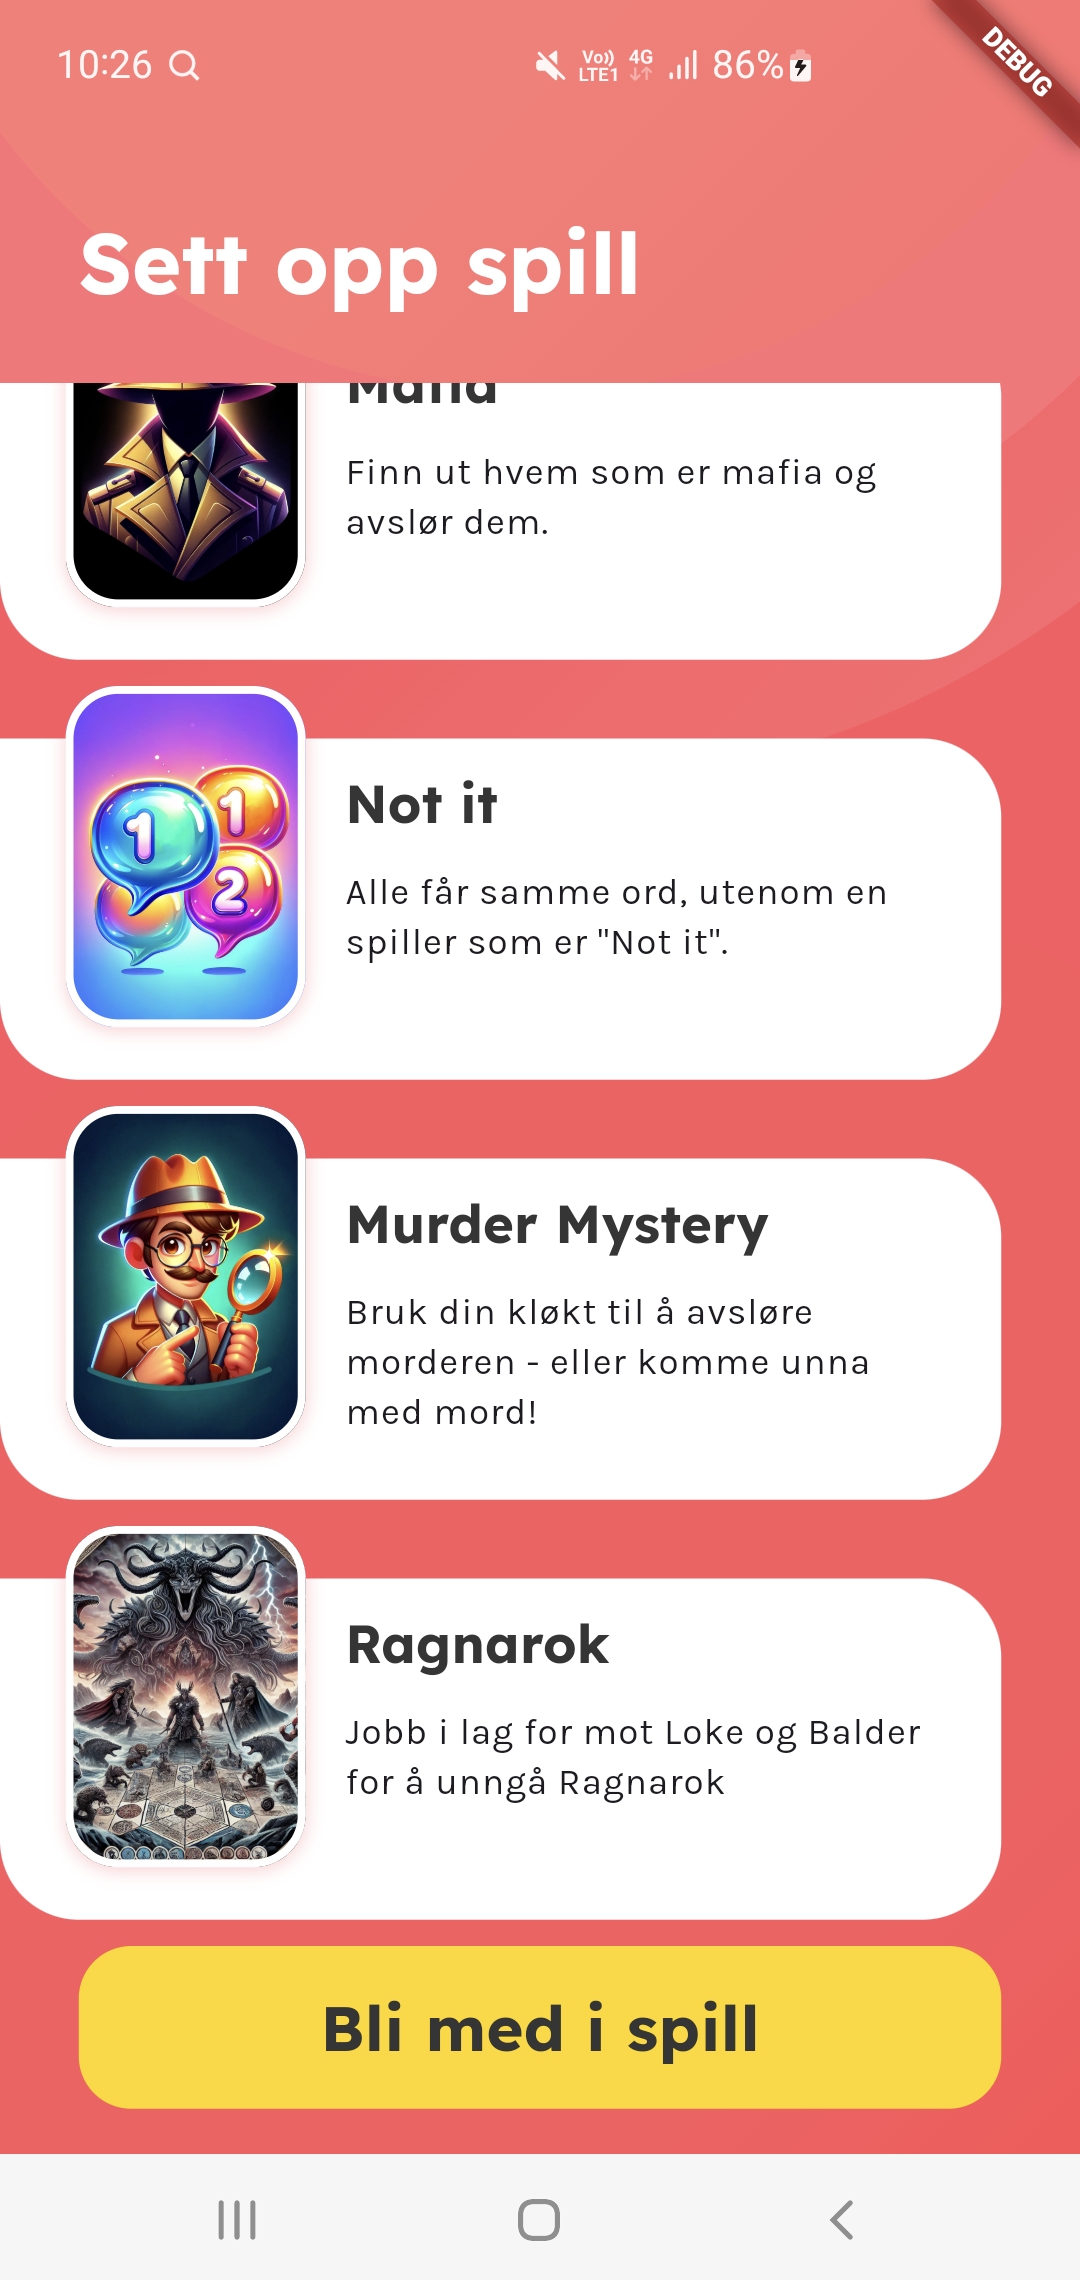 10:26
Vo))
LTE1
4G
86%
DEBUG
Sett opp spill
Mafia
Finn ut hvem som er mafia og
avslør dem.
1
1
2
Not it
Alle får samme ord, utenom en
spiller som er "Not it".
Murder Mystery
Bruk din kløkt til å avsløre
morderen - eller komme unna
med mord!
Ragnarok
Jobb i lag for mot Loke og Balder
for å unngå Ragnarok
Bli med i spill